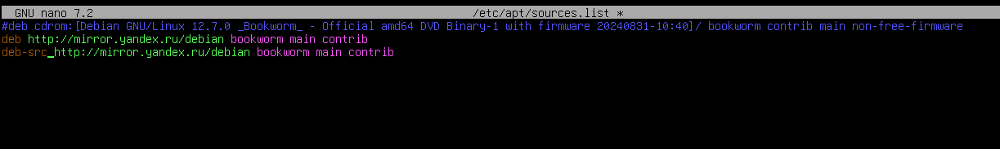 GNU nano 7.2 /etc/apt/sources.list *
#deb cdrom:[Debian GNU/Linux 12.7.0 _Bookworm_ - Official amd64 DVD Binary-1 with firmware 20240831-10:40]/ bookworm contrib main non-free-firmware
deb http://mirror.yandex.ru/debian bookworm main contrib
deb-src http://mirror.yandex.ru/debian bookworm main contrib